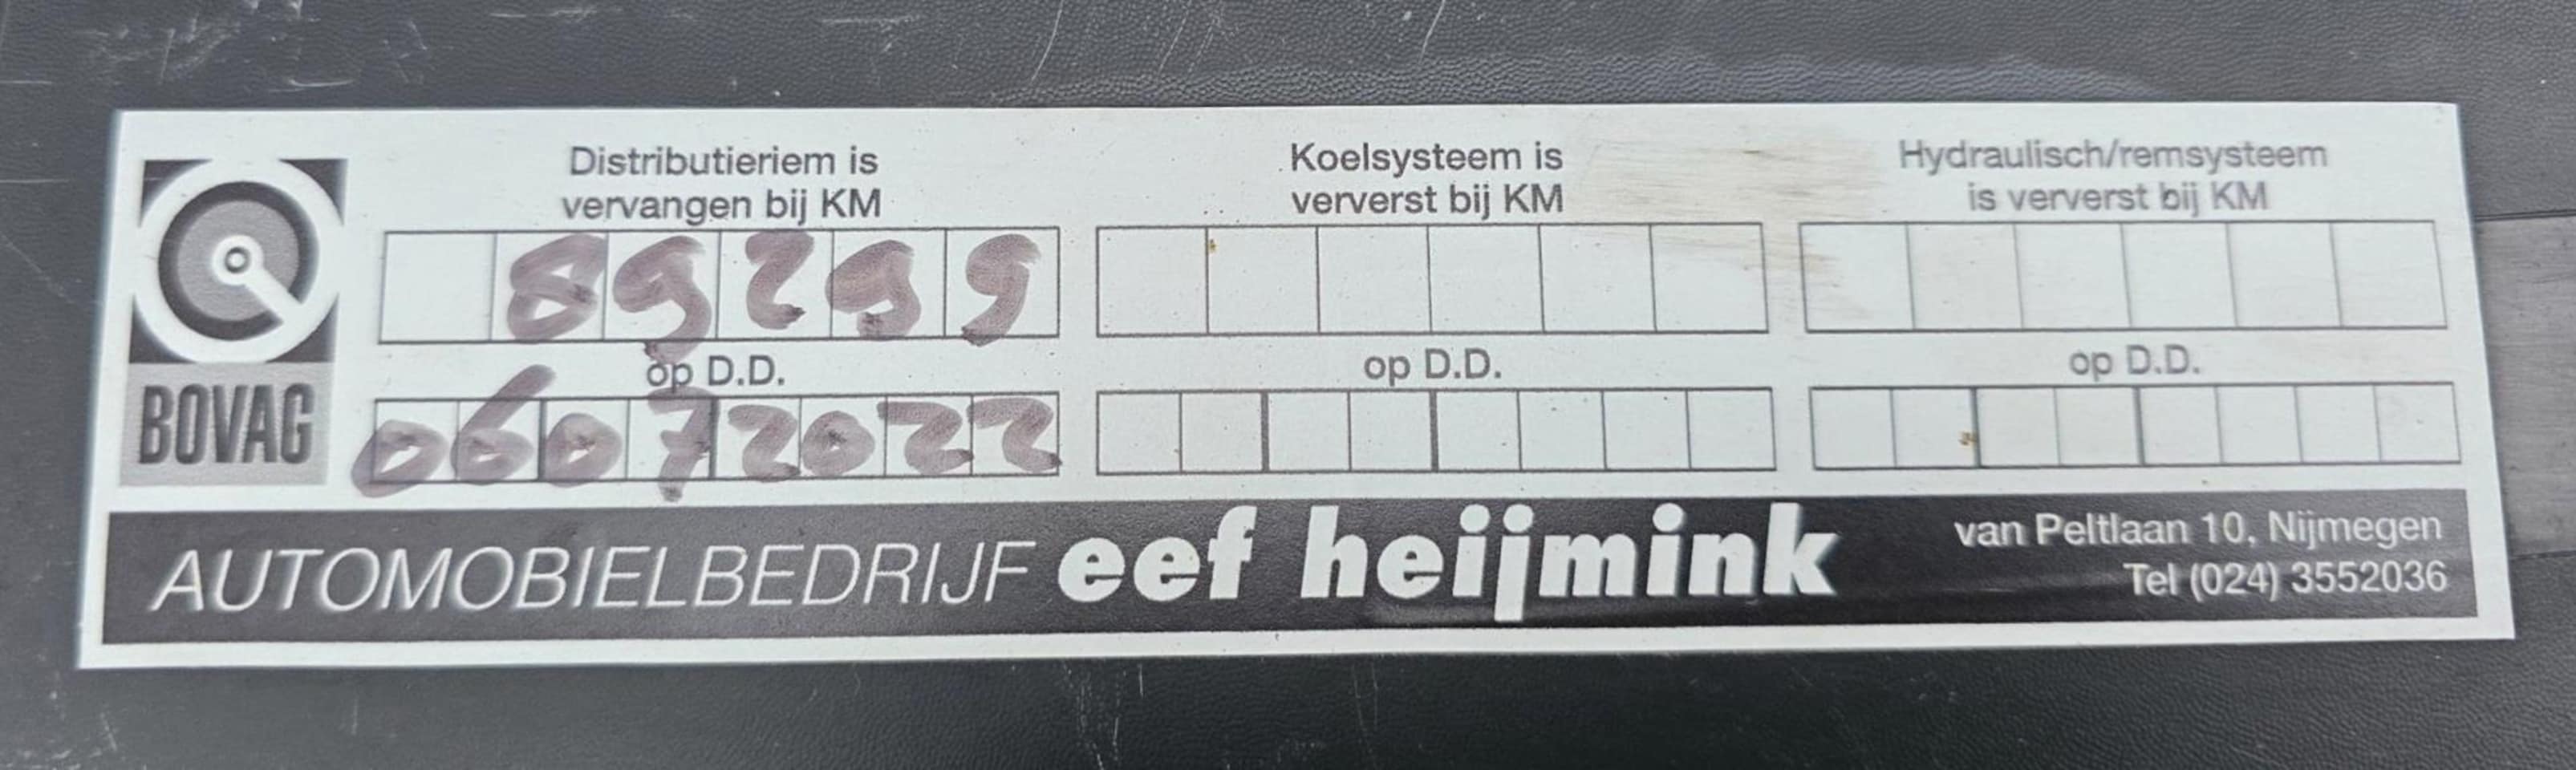 Distributieriem is
vervangen bij KM
89299
op D.D.
06072022
Koelsysteem is
ververst bij KM
op D.D.
Hydraulisch/remsysteem
is ververst bij KM
op D.D.
BOVAG
AUTOMOBIELBEDRIJF eef heijmink
van Peltlaan 10, Nijmegen
Tel (024) 3552036